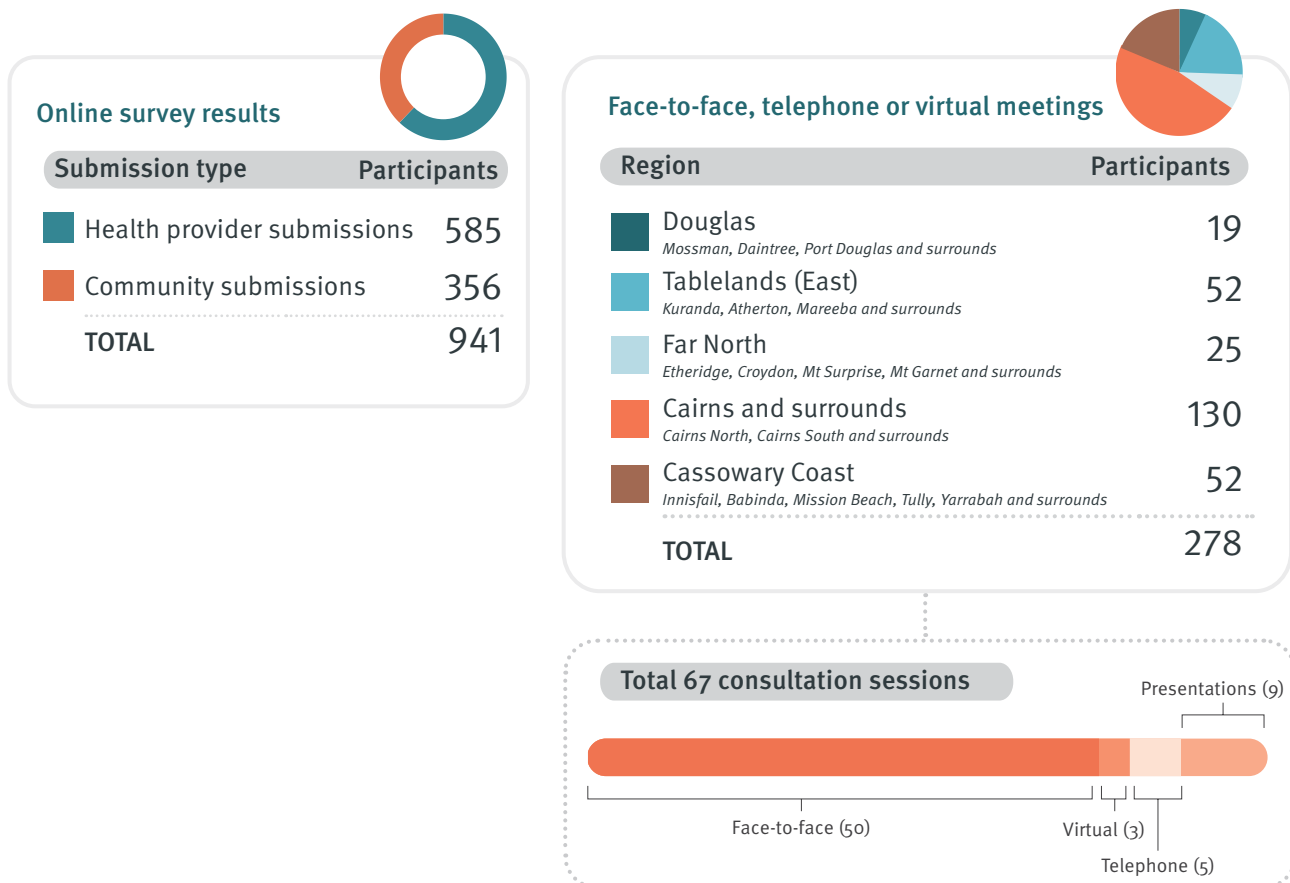 Online survey results
Submission type Participants
Health provider submissions 585
Community submissions 356
TOTAL 941
Face-to-face, telephone or virtual meetings
Region Participants
Douglas 19
Mossman, Daintree, Port Douglas and surrounds
Tablelands (East) 52
Kuranda, Atherton, Mareeba and surrounds
Far North 25
Etheridge, Croydon, Mt Surprise, Mt Garnet and surrounds
Cairns and surrounds 130
Cairns North, Cairns South and surrounds
Cassowary Coast 52
Innisfail, Babinda, Mission Beach, Tully, Yarrabah and surrounds
TOTAL 278
Total 67 consultation sessions
Presentations (9)
Face-to-face (50)
Virtual (3)
Telephone (5)